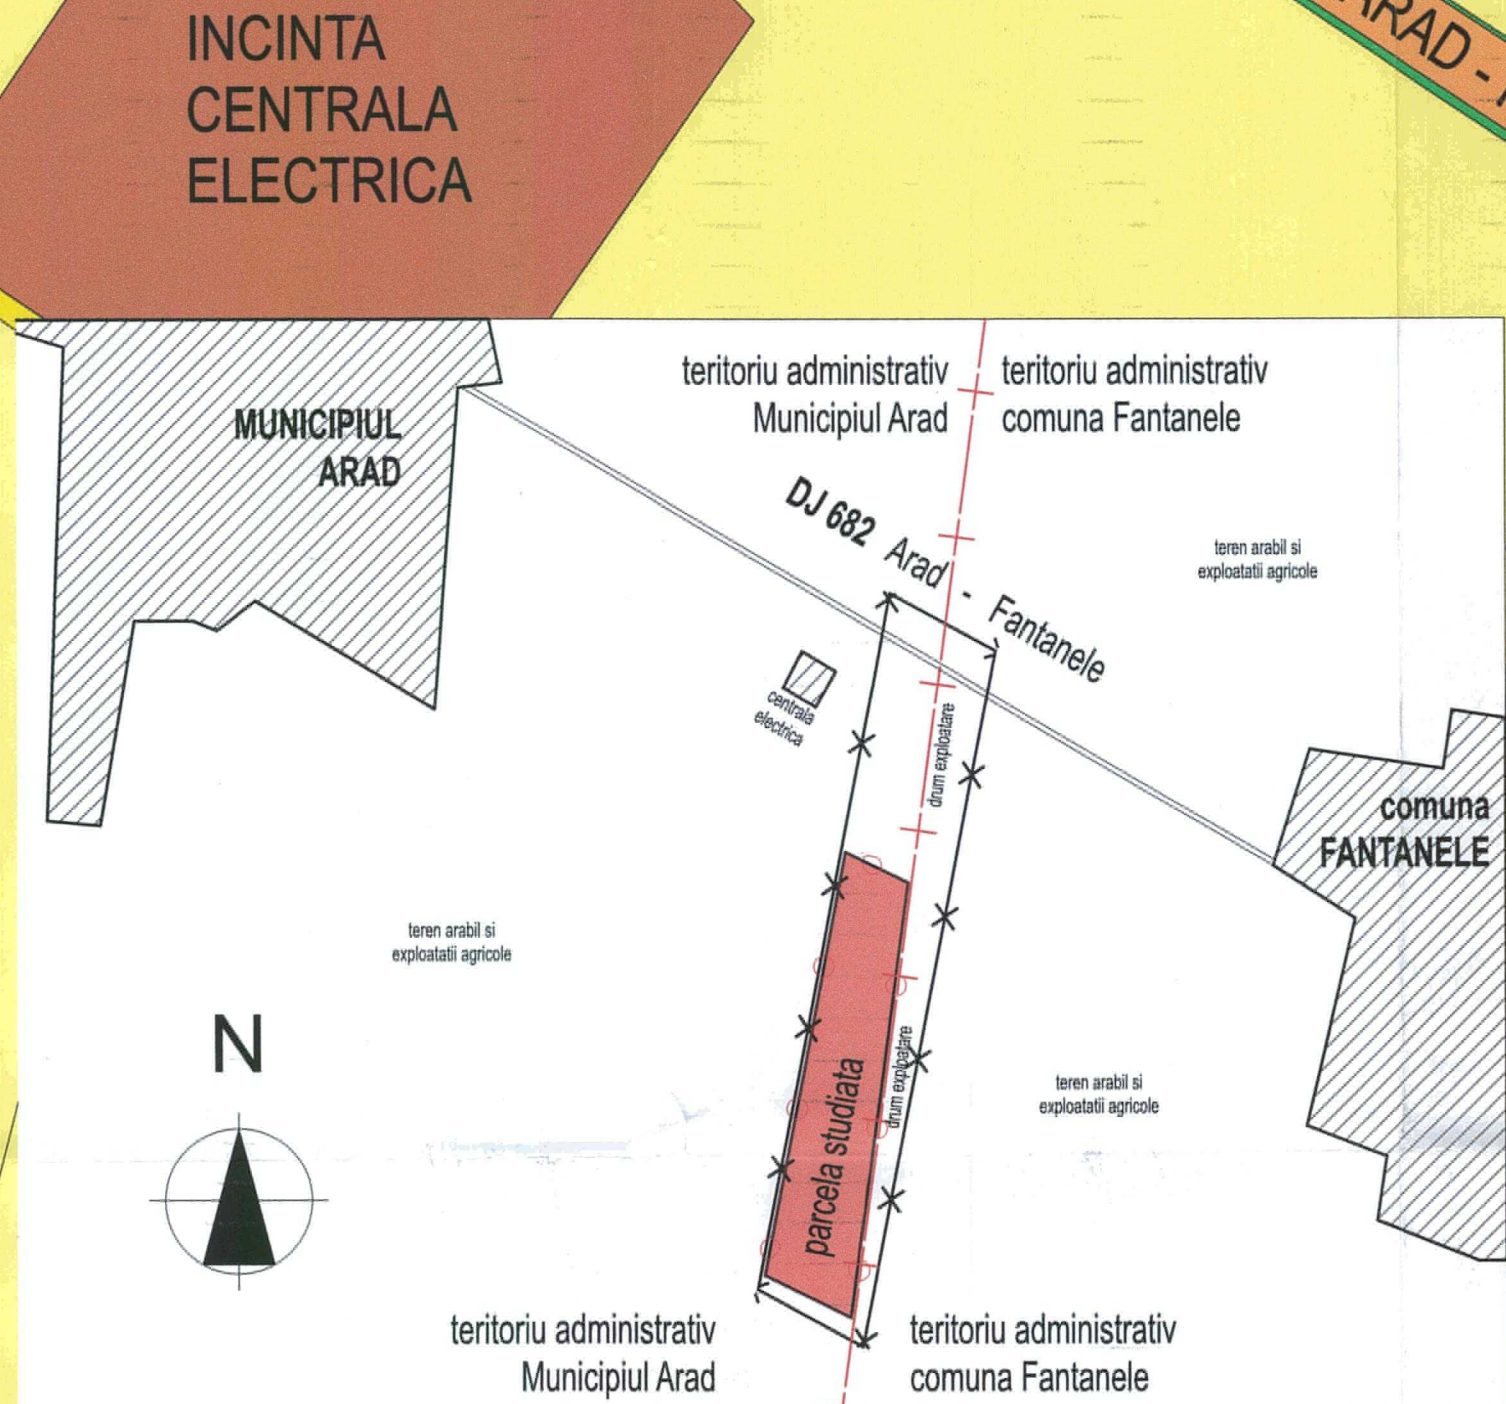 INCINTA
CENTRALA
ELECTRICA
ARAD -
teritoriu administrativ
Municipiul Arad
teritoriu administrativ
comuna Fantanele
MUNICIPIUL
ARAD
DJ 682 Arad - Fantanele
teren arabil si
exploatatii agricole
centrala
electrica
drum exploatare
comuna
FANTANELE
teren arabil si
exploatatii agricole
N
drum exploatare
parcela studiata
teren arabil si
exploatatii agricole
teritoriu administrativ
Municipiul Arad
teritoriu administrativ
comuna Fantanele